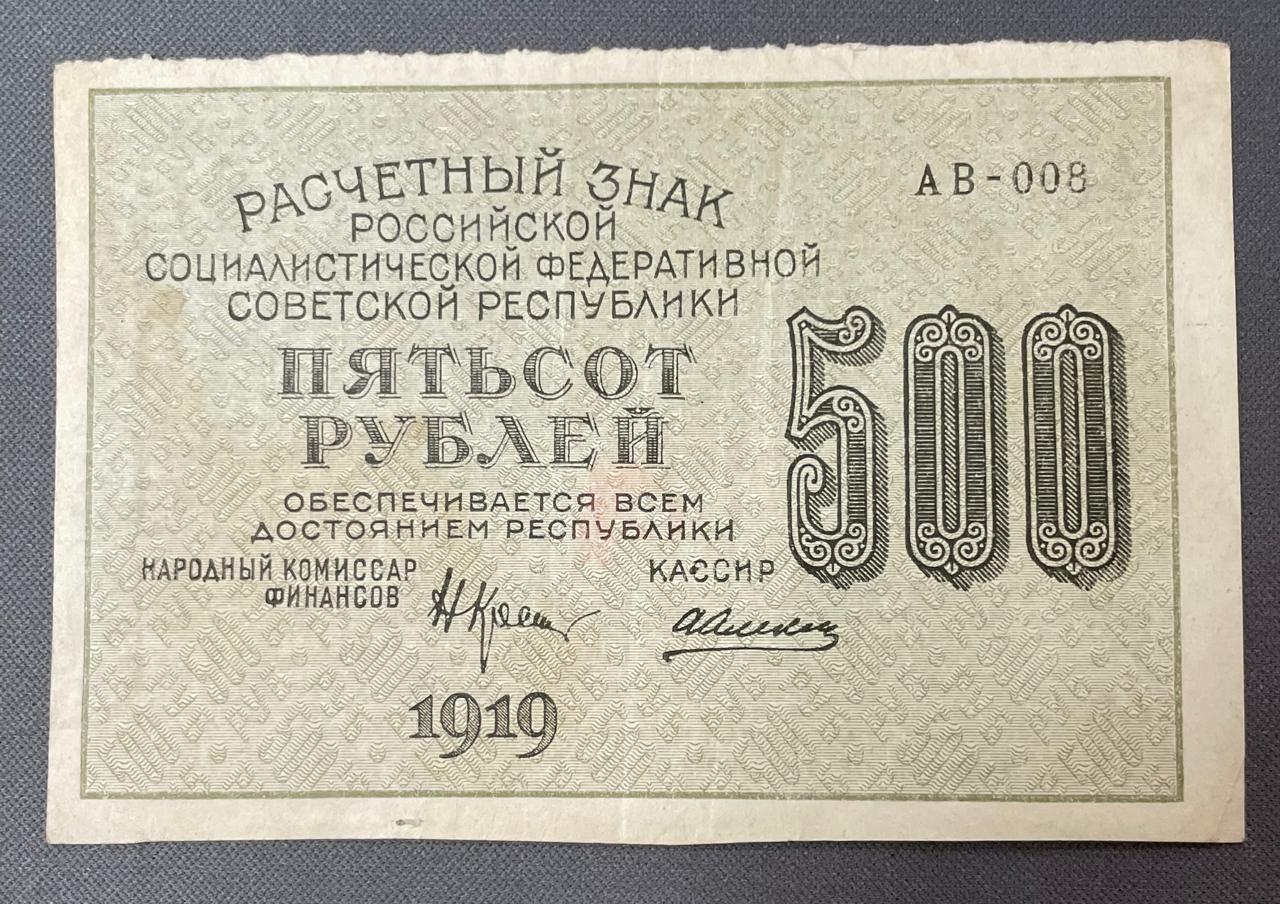 РАСЧЕТНЫЙ ЗНАК
РОССИЙСКОЙ
СОЦИАЛИСТИЧЕСКОЙ ФЕДЕРАТИВНОЙ
СОВЕТСКОЙ РЕСПУБЛИКИ
ПЯТЬСОТ
РУБЛЕЙ
ОБЕСПЕЧИВАЕТСЯ ВСЕМ
ДОСТОЯНИЕМ РЕСПУБЛИКИ
НАРОДНЫЙ КОМИССАР
ФИНАНСОВ
КАССИР
1919
АВ-008
500